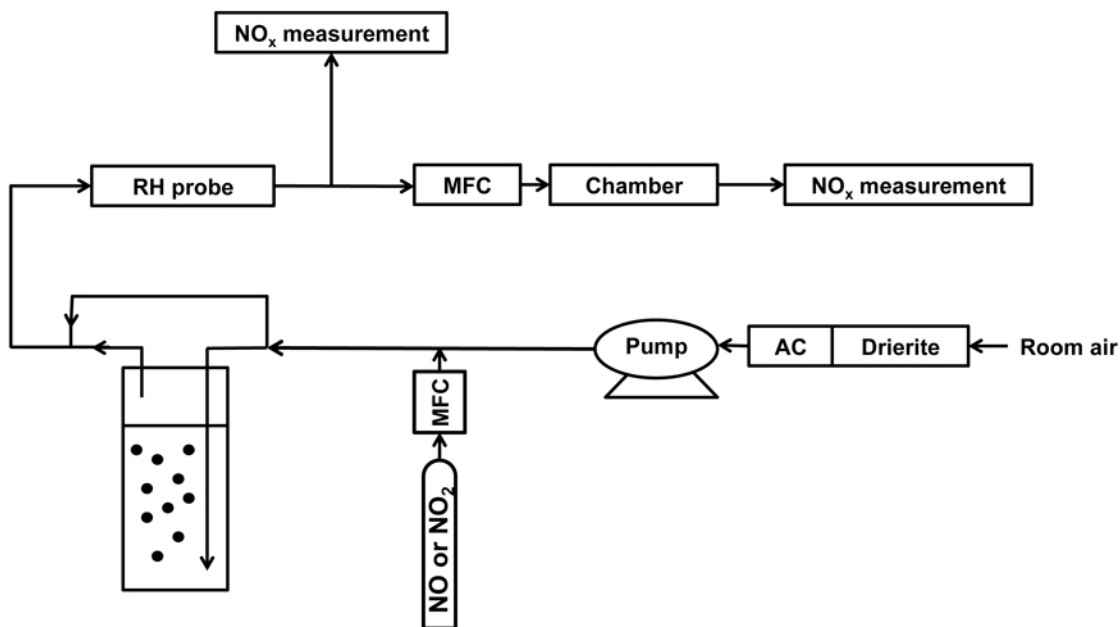 NOₓ measurement
RH probe
MFC
Chamber
NOₓ measurement
Pump
AC
Drierite
Room air
MFC
NO or NO₂